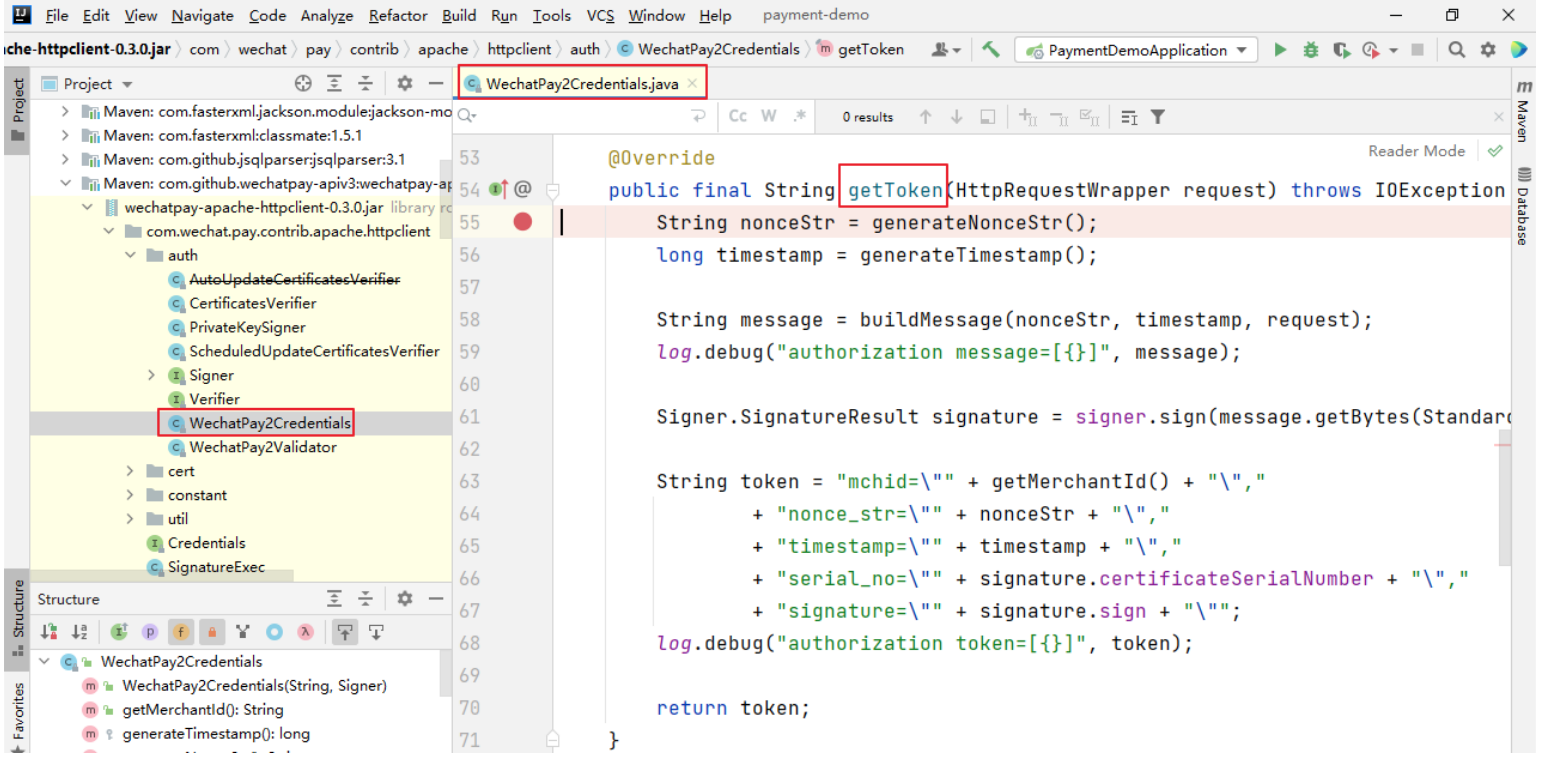 File Edit View Navigate Code Analyze Refactor Build Run Tools VCS Window Help payment-demo
ache-httpclient-0.3.0.jar com wechat pay contrib apache httpclient auth WechatPay2Credentials getToken PaymentDemoApplication
Project
WechatPay2Credentials.java
Maven: com.fasterxml.jackson.module:jackson-mo
Maven: com.fasterxml:classmate:1.5.1
Maven: com.github.jsqlparser:jsqlparser:3.1
Maven: com.github.wechatpay-apiv3:wechatpay-ap
wechatpay-apache-httpclient-0.3.0.jar library ro
com.wechat.pay.contrib.apache.httpclient
auth
AutoUpdateCertificatesVerifier
CertificatesVerifier
PrivateKeySigner
ScheduledUpdateCertificatesVerifier
Signer
Verifier
WechatPay2Credentials
WechatPay2Validator
cert
constant
util
Credentials
SignatureExec
Structure
WechatPay2Credentials
WechatPay2Credentials(String, Signer)
getMerchantId(): String
generateTimestamp(): long
Cc W .* 0 results
Reader Mode
53 @Override
54 @ public final String getToken(HttpRequestWrapper request) throws IOException
55 String nonceStr = generateNonceStr();
56 long timestamp = generateTimestamp();
57
58 String message = buildMessage(nonceStr, timestamp, request);
59 log.debug("authorization message=[{}]", message);
60
61 Signer.SignatureResult signature = signer.sign(message.getBytes(Standard
62
63 String token = "mchid=\"" + getMerchantId() + "\","
64 + "nonce_str=\"" + nonceStr + "\","
65 + "timestamp=\"" + timestamp + "\","
66 + "serial_no=\"" + signature.certificateSerialNumber + "\","
67 + "signature=\"" + signature.sign + "\"";
68 log.debug("authorization token=[{}]", token);
69
70 return token;
71 }
Project
Structure
Favorites
Maven
Database